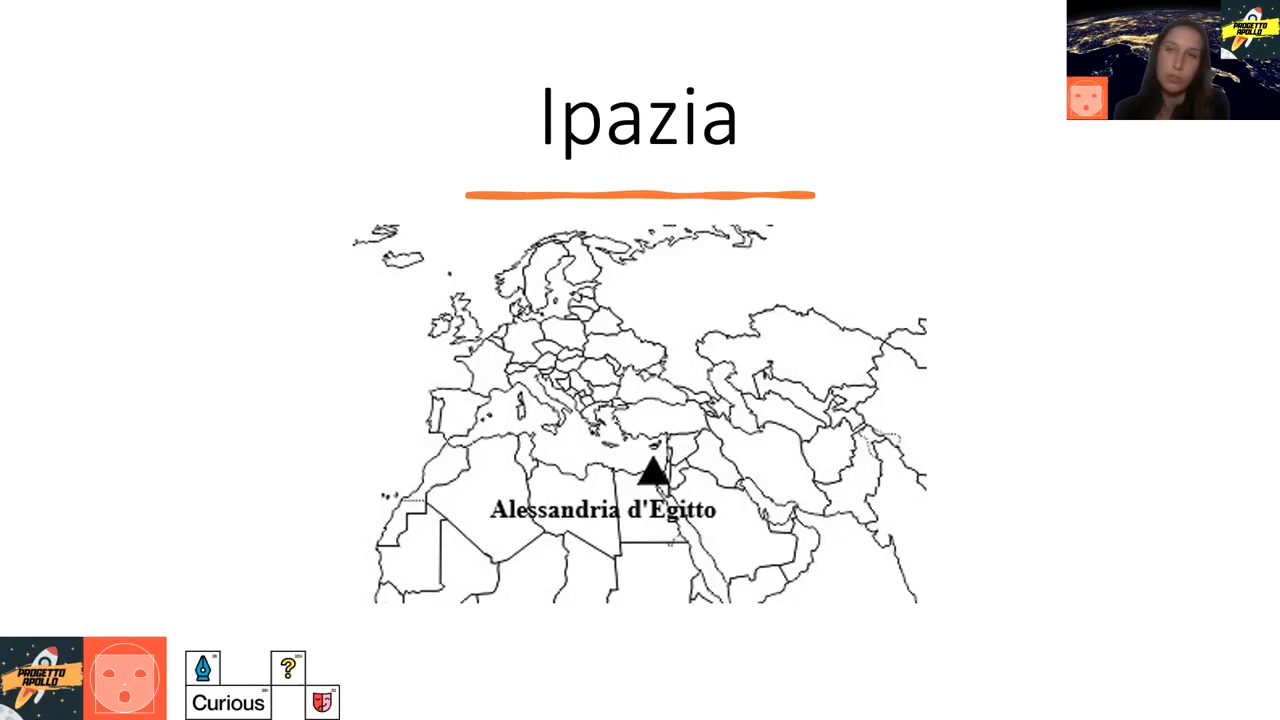 Ipazia
PROGETTO
APOLLO
Alessandria d'Egitto
PROGETTO
APOLLO
?
Curious